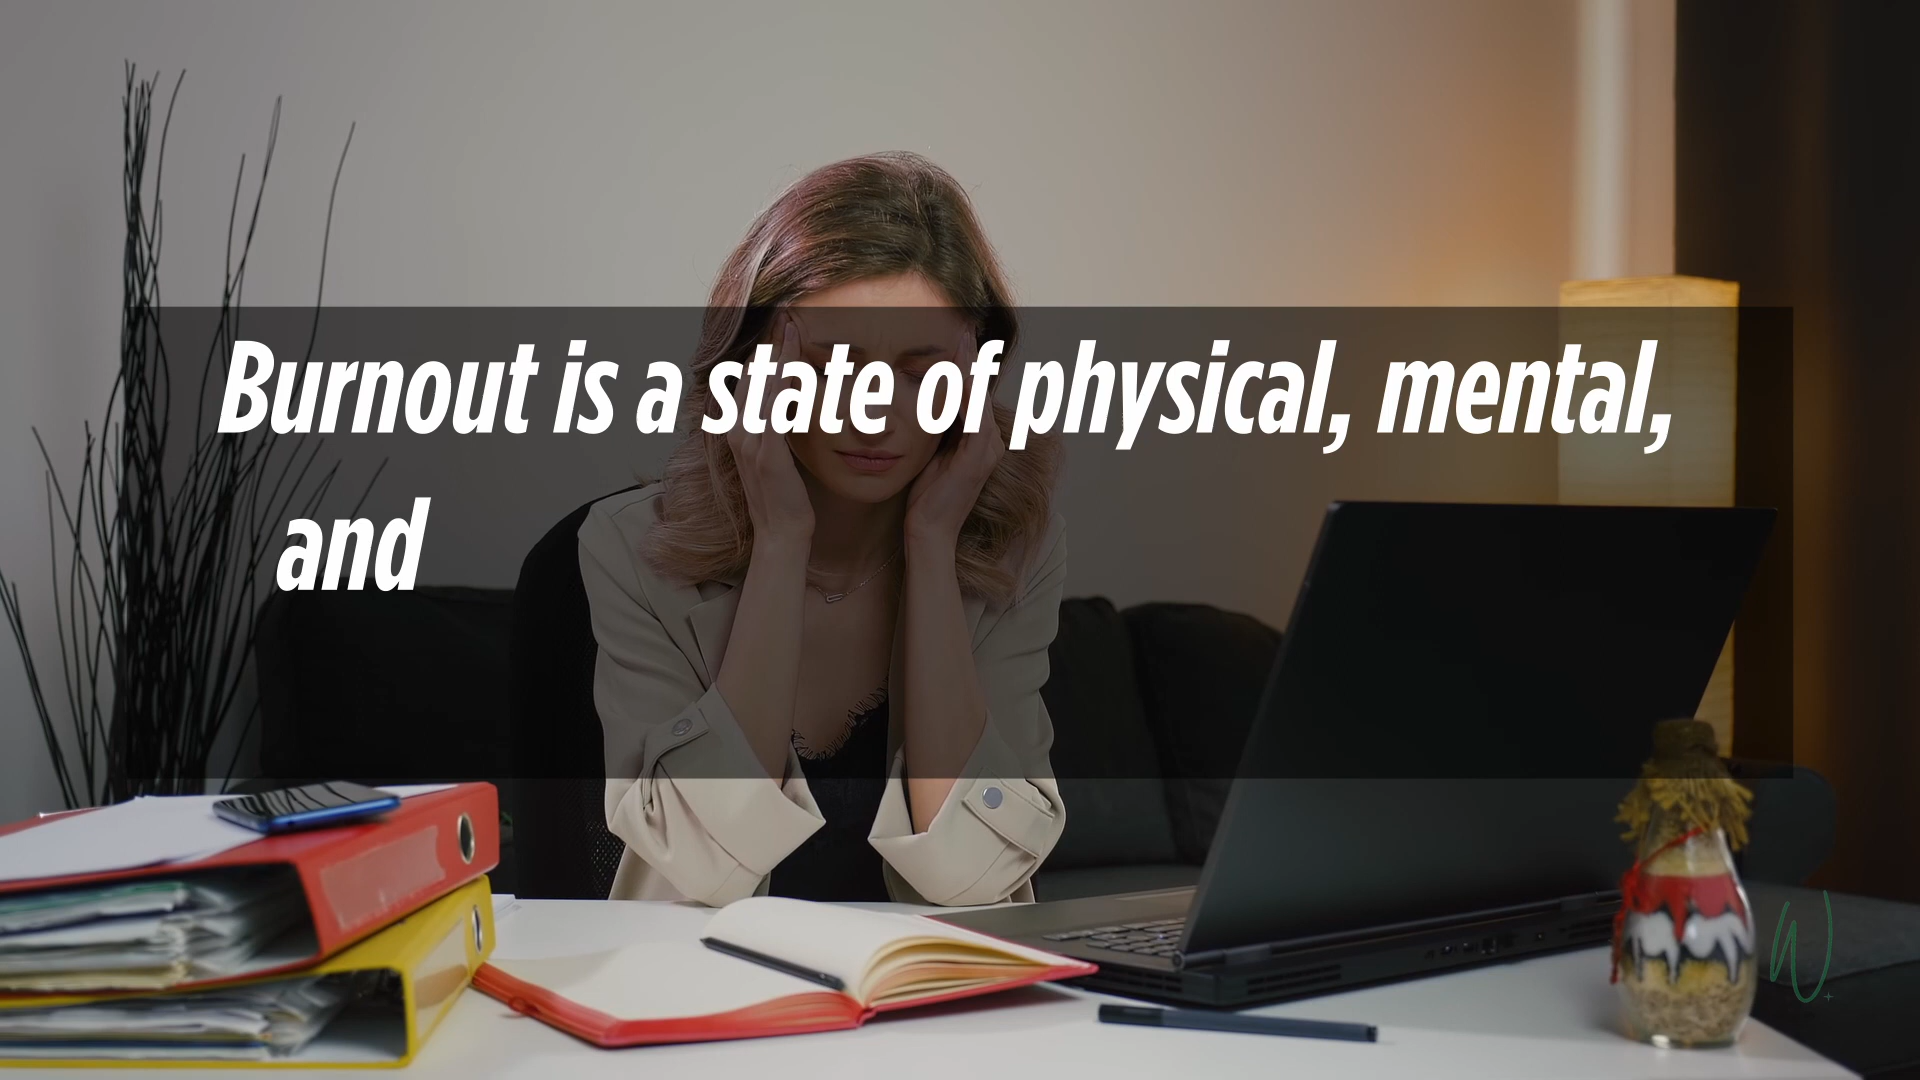 Burnout is a state of physical, mental,
and
W